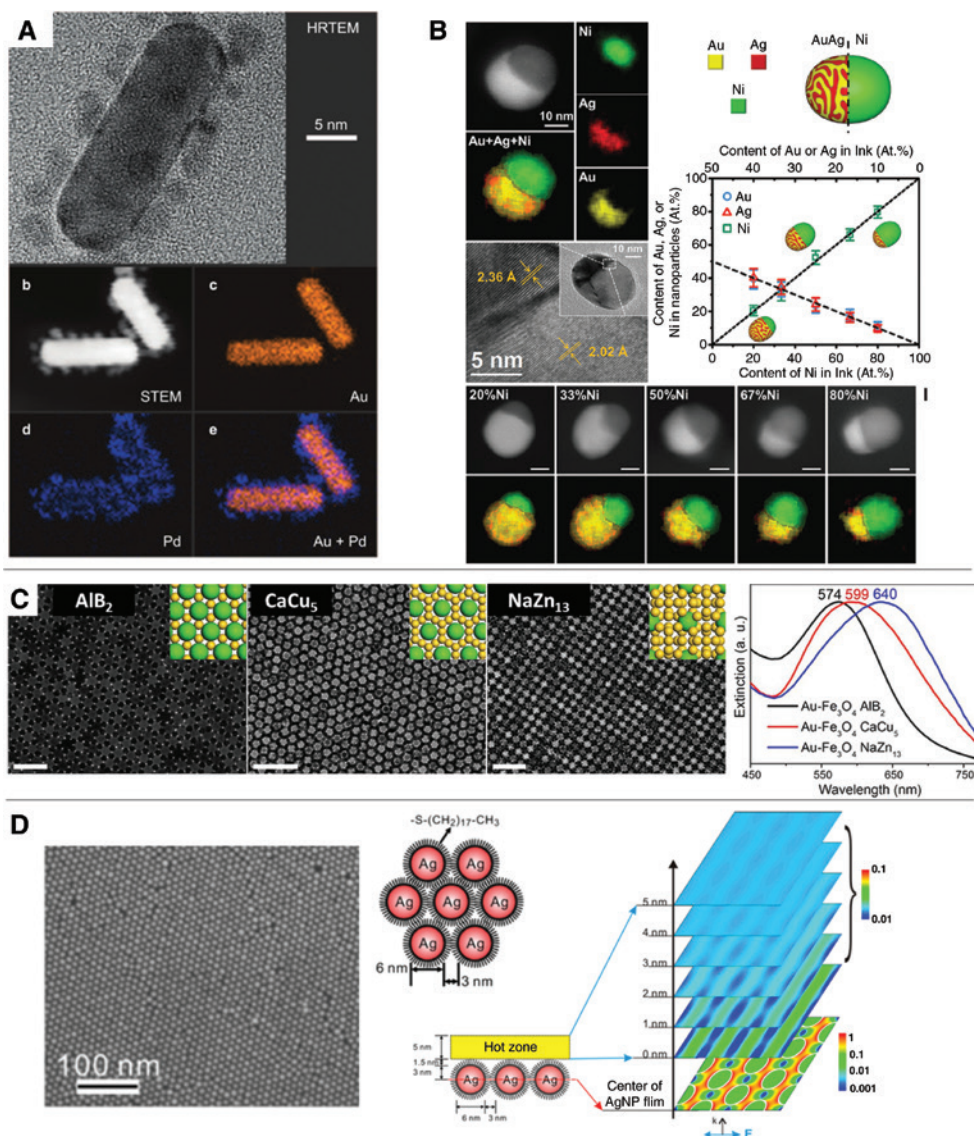 A
HRTEM
5 nm
b
STEM
c
Au
d
Pd
e
Au + Pd
B
10 nm
Ni
Ag
Au
Au+Ag+Ni
2.36 Å
10 nm
5 nm
2.02 Å
Au
Ag
Ni
AuAg
Ni
Content of Au or Ag in Ink (At.%)
50 40 30 20 10 0
Content of Au, Ag, or
Ni in nanoparticles (At.%)
100
80
60
40
20
0
Au
Ag
Ni
0 20 40 60 80 100
Content of Ni in Ink (At.%)
20%Ni
33%Ni
50%Ni
67%Ni
80%Ni
I
C
AlB2
CaCu5
NaZn13
574 599 640
Extinction (a. u.)
Au-Fe3O4 AlB2
Au-Fe3O4 CaCu5
Au-Fe3O4 NaZn13
450 550 650 750
Wavelength (nm)
D
100 nm
-S-(CH2)17-CH3
Ag Ag
Ag Ag Ag
Ag Ag
6 nm
3 nm
5 nm
1.5 nm
3 nm
Hot zone
Ag Ag Ag
6 nm 3 nm
Center of
AgNP flim
5 nm
4 nm
3 nm
2 nm
1 nm
0 nm
0.1
0.01
1
0.1
0.01
0.001
k
E